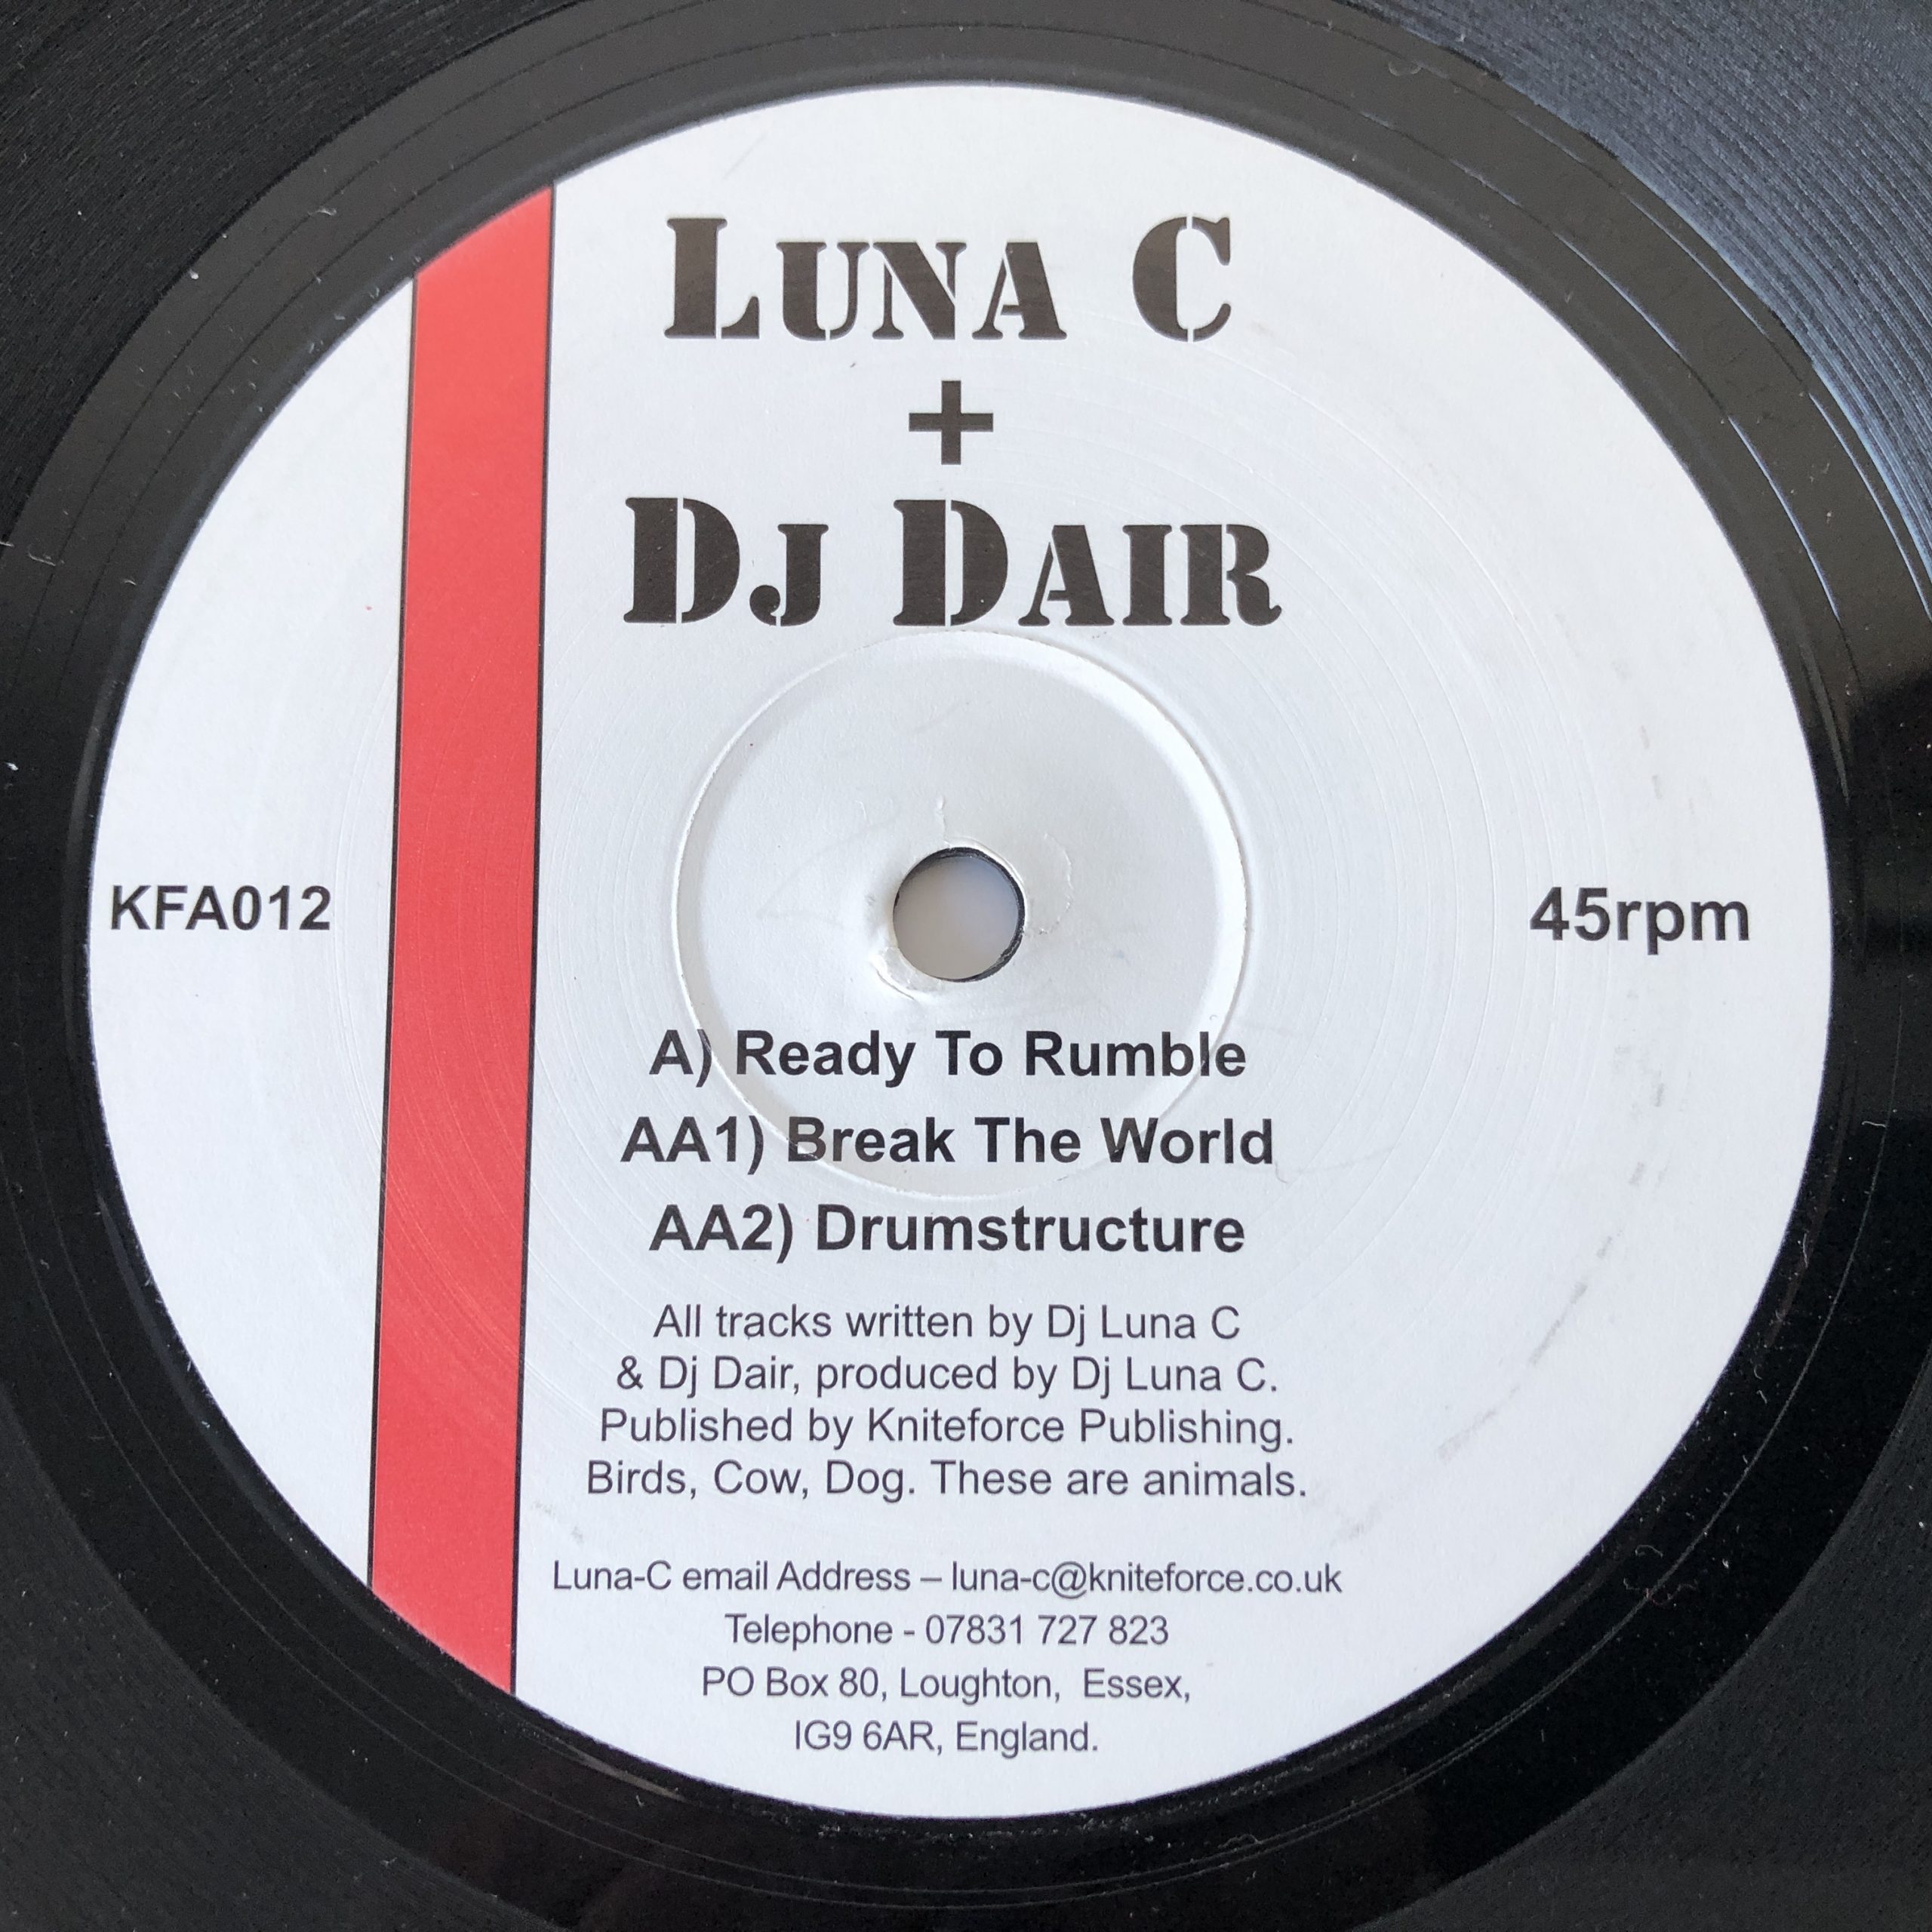 Luna C
+
Dj Dair
KFA012
45rpm
A) Ready To Rumble
AA1) Break The World
AA2) Drumstructure
All tracks written by Dj Luna C
& Dj Dair, produced by Dj Luna C.
Published by Kniteforce Publishing.
Birds, Cow, Dog. These are animals.
Luna-C email Address – luna-c@kniteforce.co.uk
Telephone - 07831 727 823
PO Box 80, Loughton, Essex,
IG9 6AR, England.